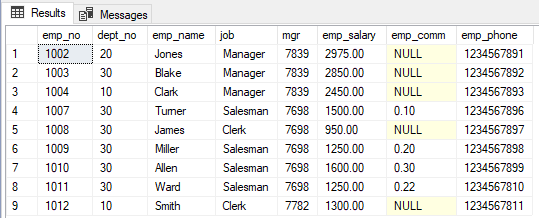 Results Messages
emp_no dept_no emp_name job mgr emp_salary emp_comm emp_phone
1 1002 20 Jones Manager 7839 2975.00 NULL 1234567891
2 1003 30 Blake Manager 7839 2850.00 NULL 1234567892
3 1004 10 Clark Manager 7839 2450.00 NULL 1234567893
4 1007 30 Turner Salesman 7698 1500.00 0.10 1234567896
5 1008 30 James Clerk 7698 950.00 NULL 1234567897
6 1009 30 Miller Salesman 7698 1250.00 0.20 1234567898
7 1010 30 Allen Salesman 7698 1600.00 0.30 1234567899
8 1011 30 Ward Salesman 7698 1250.00 0.22 1234567810
9 1012 10 Smith Clerk 7782 1300.00 NULL 1234567811